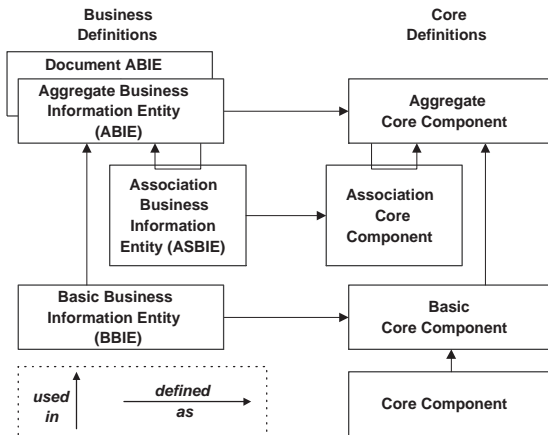 Business
Definitions
Core
Definitions
Document ABIE
Aggregate Business
Information Entity
(ABIE)
Aggregate
Core Component
Association
Business
Information
Entity (ASBIE)
Association
Core
Component
Basic Business
Information Entity
(BBIE)
Basic
Core Component
used
in
defined
as
Core Component